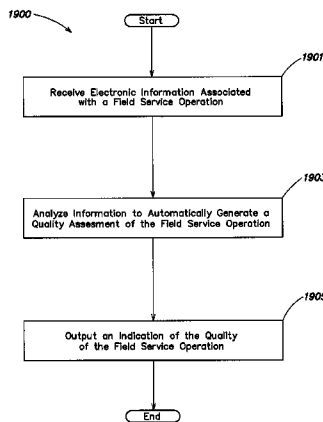 1900
Start
1901
Receive Electronic Information Associated
with a Field Service Operation
1903
Analyze Information to Automatically Generate a
Quality Assesment of the Field Service Operation
1905
Output an Indication of the Quality
of the Field Service Operation
End